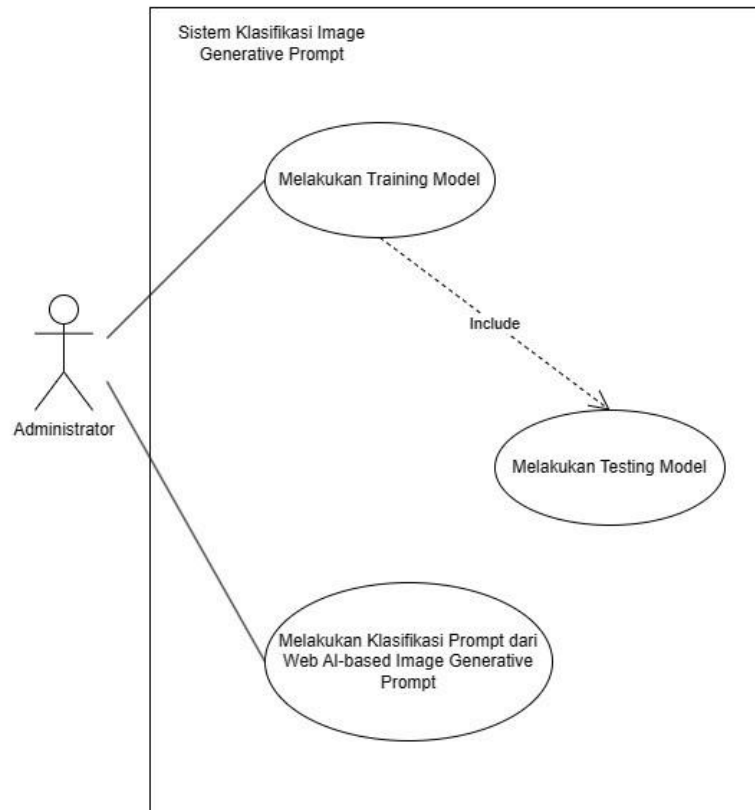 Sistem Klasifikasi Image
Generative Prompt
Melakukan Training Model
Include
Administrator
Melakukan Testing Model
Melakukan Klasifikasi Prompt dari
Web AI-based Image Generative
Prompt